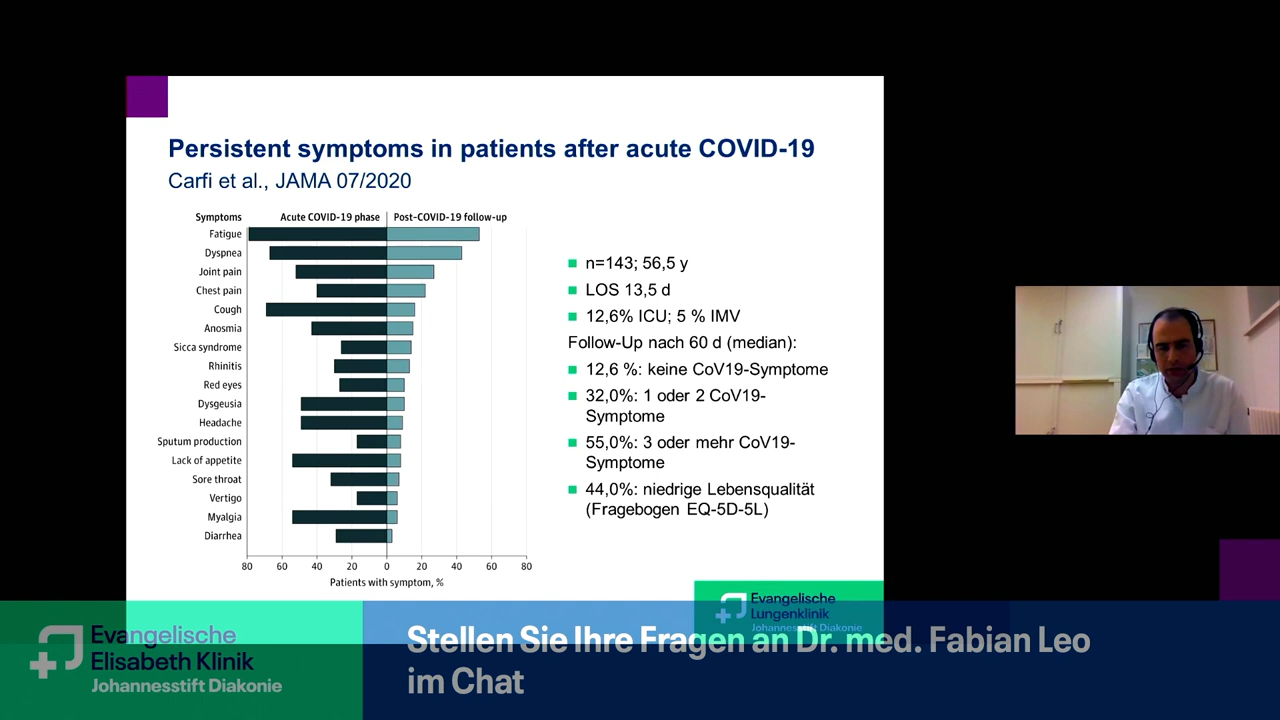 Persistent symptoms in patients after acute COVID-19
Carfi et al., JAMA 07/2020
Symptoms Acute COVID-19 phase Post-COVID-19 follow-up
Fatigue
Dyspnea
Joint pain
Chest pain
Cough
Anosmia
Sicca syndrome
Rhinitis
Red eyes
Dysgeusia
Headache
Sputum production
Lack of appetite
Sore throat
Vertigo
Myalgia
Diarrhea
80 60 40 20 0 20 40 60 80
Patients with symptom, %
n=143; 56,5 y
LOS 13,5 d
12,6% ICU; 5 % IMV
Follow-Up nach 60 d (median):
12,6 %: keine CoV19-Symptome
32,0%: 1 oder 2 CoV19-
Symptome
55,0%: 3 oder mehr CoV19-
Symptome
44,0%: niedrige Lebensqualität
(Fragebogen EQ-5D-5L)
Evangelische
Lungenklinik
Johannesstift Diakonie
Evangelische
Elisabeth Klinik
Johannesstift Diakonie
Stellen Sie Ihre Fragen an Dr. med. Fabian Leo
im Chat